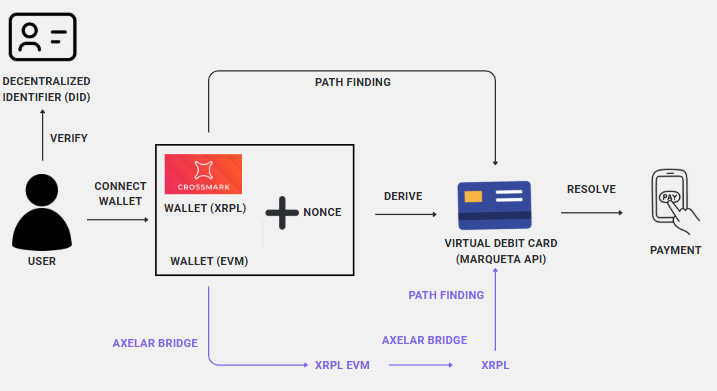 DECENTRALIZED
IDENTIFIER (DID)
VERIFY
USER
CONNECT
WALLET
CROSSMARK
WALLET (XRPL)
NONCE
WALLET (EVM)
PATH FINDING
DERIVE
VIRTUAL DEBIT CARD
(MARQUETA API)
RESOLVE
PAY
PAYMENT
AXELAR BRIDGE
XRPL EVM
AXELAR BRIDGE
XRPL
PATH FINDING